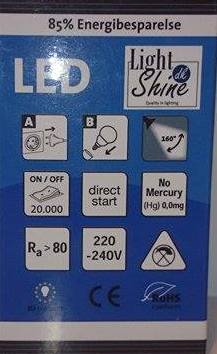 85% Energibesparelse
LED
Light
dk
Shine
Quality in lighting
A
B
160°
ON / OFF
20.000
direct
start
No
Mercury
(Hg) 0,0mg
Ra > 80
220
-240V
CE
RoHS